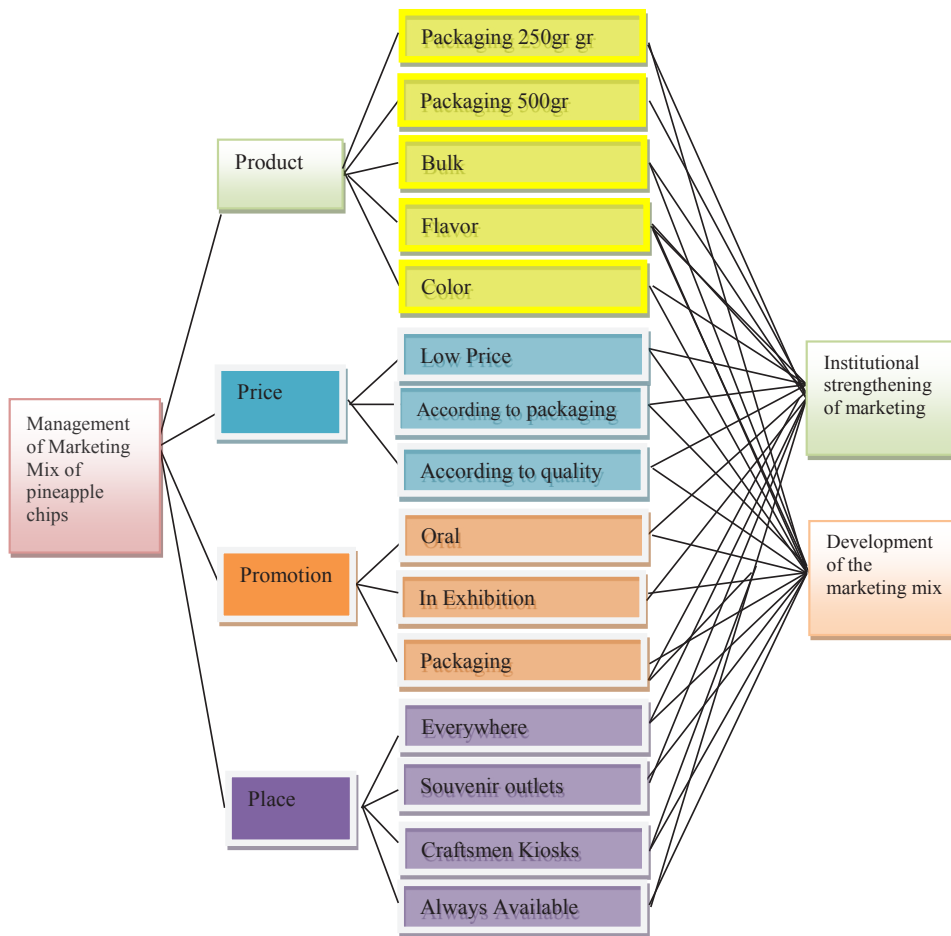 Management
of Marketing
Mix of
pineapple
chips
Product
Price
Promotion
Place
Packaging 250gr gr
Packaging 500gr
Bulk
Flavor
Color
Low Price
According to packaging
According to quality
Oral
In Exhibition
Packaging
Everywhere
Souvenir outlets
Craftsmen Kiosks
Always Available
Institutional
strengthening
of marketing
Development
of the
marketing mix